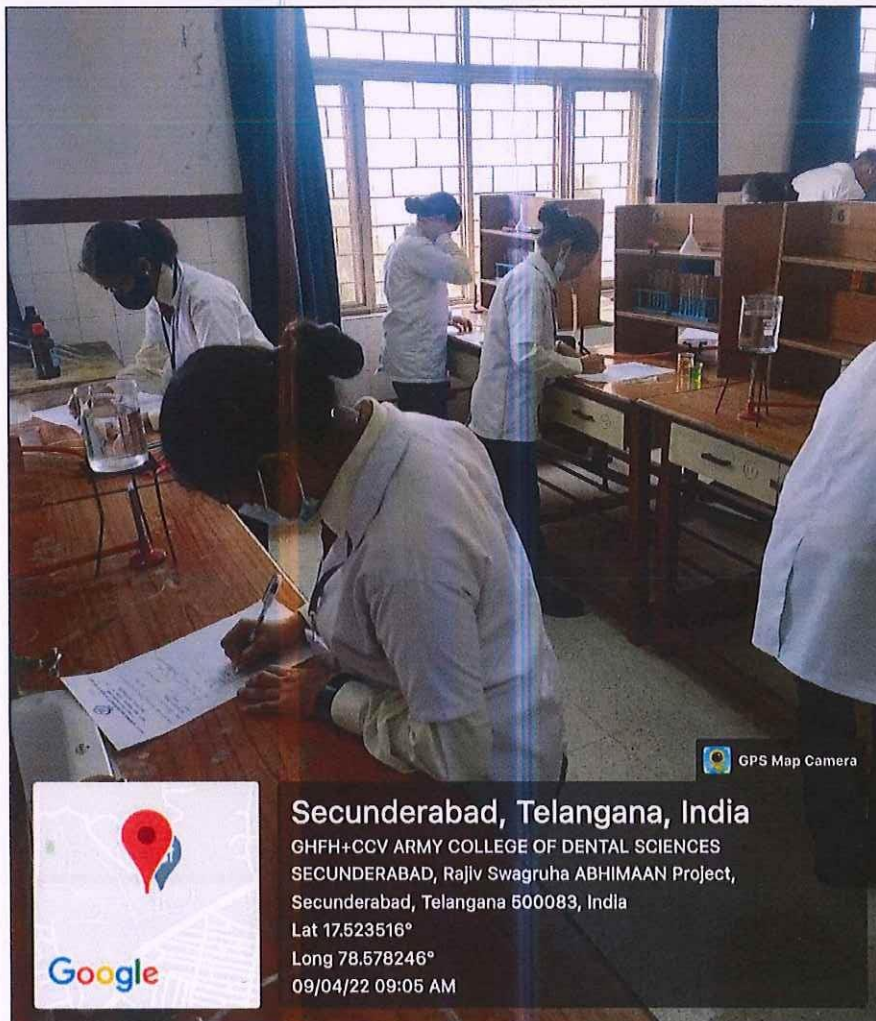 6
GPS Map Camera
Secunderabad, Telangana, India
GHFH+CCV ARMY COLLEGE OF DENTAL SCIENCES
SECUNDERABAD, Rajiv Swagruha ABHIMAAN Project,
Secunderabad, Telangana 500083, India
Lat 17.523516°
Long 78.578246°
09/04/22 09:05 AM
Google